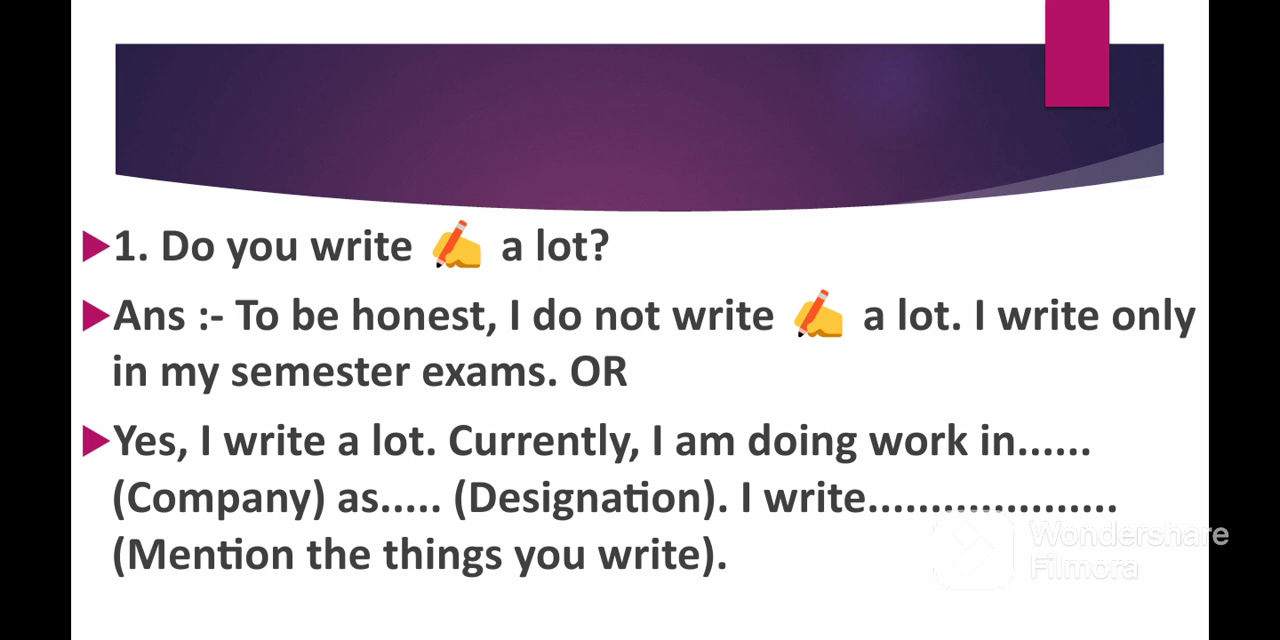 1. Do you write ✍ a lot?
Ans :- To be honest, I do not write ✍ a lot. I write only
in my semester exams. OR
Yes, I write a lot. Currently, I am doing work in......
(Company) as..... (Designation). I write...................
(Mention the things you write).
Wondershare
Filmora